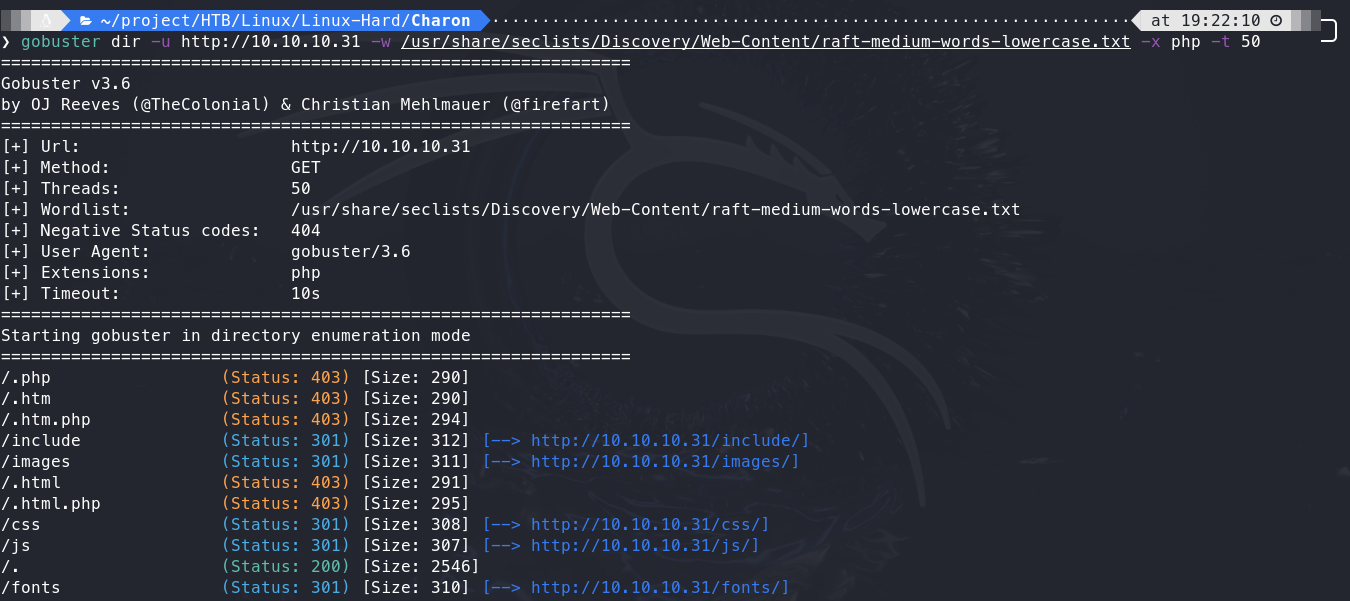 ~/project/HTB/Linux/Linux-Hard/Charon at 19:22:10
❯ gobuster dir -u http://10.10.10.31 -w /usr/share/seclists/Discovery/Web-Content/raft-medium-words-lowercase.txt -x php -t 50
===============================================================
Gobuster v3.6
by OJ Reeves (@TheColonial) & Christian Mehlmauer (@firefart)
===============================================================
[+] Url:                     http://10.10.10.31
[+] Method:                  GET
[+] Threads:                 50
[+] Wordlist:                /usr/share/seclists/Discovery/Web-Content/raft-medium-words-lowercase.txt
[+] Negative Status codes:   404
[+] User Agent:              gobuster/3.6
[+] Extensions:              php
[+] Timeout:                 10s
===============================================================
Starting gobuster in directory enumeration mode
===============================================================
/.php                 (Status: 403) [Size: 290]
/.htm                 (Status: 403) [Size: 290]
/.htm.php             (Status: 403) [Size: 294]
/include              (Status: 301) [Size: 312] [--> http://10.10.10.31/include/]
/images               (Status: 301) [Size: 311] [--> http://10.10.10.31/images/]
/.html                (Status: 403) [Size: 291]
/.html.php            (Status: 403) [Size: 295]
/css                  (Status: 301) [Size: 308] [--> http://10.10.10.31/css/]
/js                   (Status: 301) [Size: 307] [--> http://10.10.10.31/js/]
/.                    (Status: 200) [Size: 2546]
/fonts                (Status: 301) [Size: 310] [--> http://10.10.10.31/fonts/]